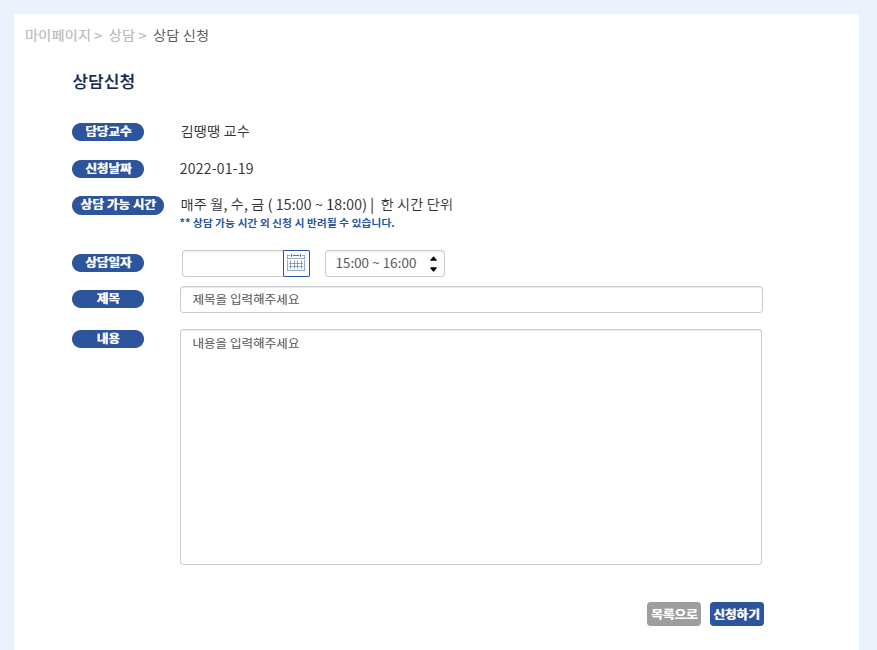 마이페이지 > 상담 > 상담 신청
상담신청
담당교수 김땡땡 교수
신청날짜 2022-01-19
상담 가능 시간 매주 월, 수, 금 ( 15:00 ~ 18:00) | 한 시간 단위
** 상담 가능 시간 외 신청 시 반려될 수 있습니다.
상담일자 15:00 ~ 16:00
제목 제목을 입력해주세요
내용 내용을 입력해주세요
목록으로 신청하기